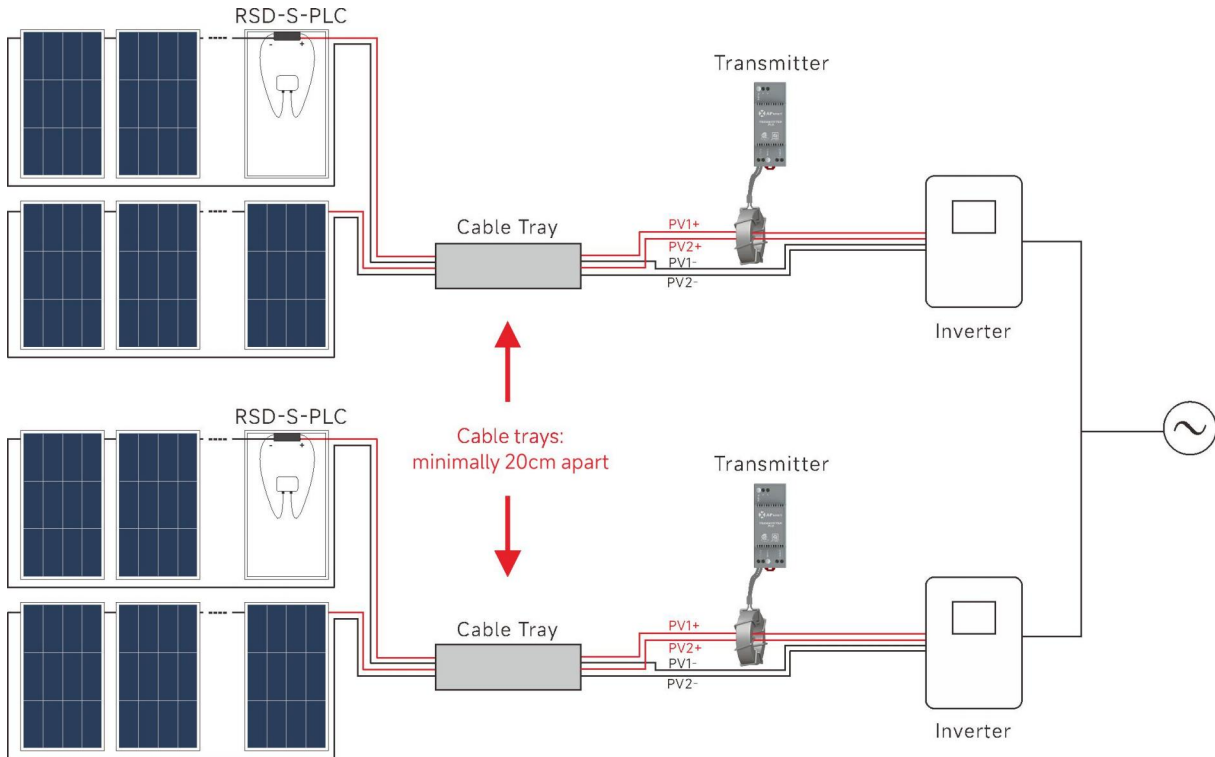 RSD-S-PLC
Transmitter
Cable Tray
PV1+
PV2+
PV1-
PV2-
Inverter
RSD-S-PLC
Cable trays:
minimally 20cm apart
Transmitter
Cable Tray
PV1+
PV2+
PV1-
PV2-
Inverter